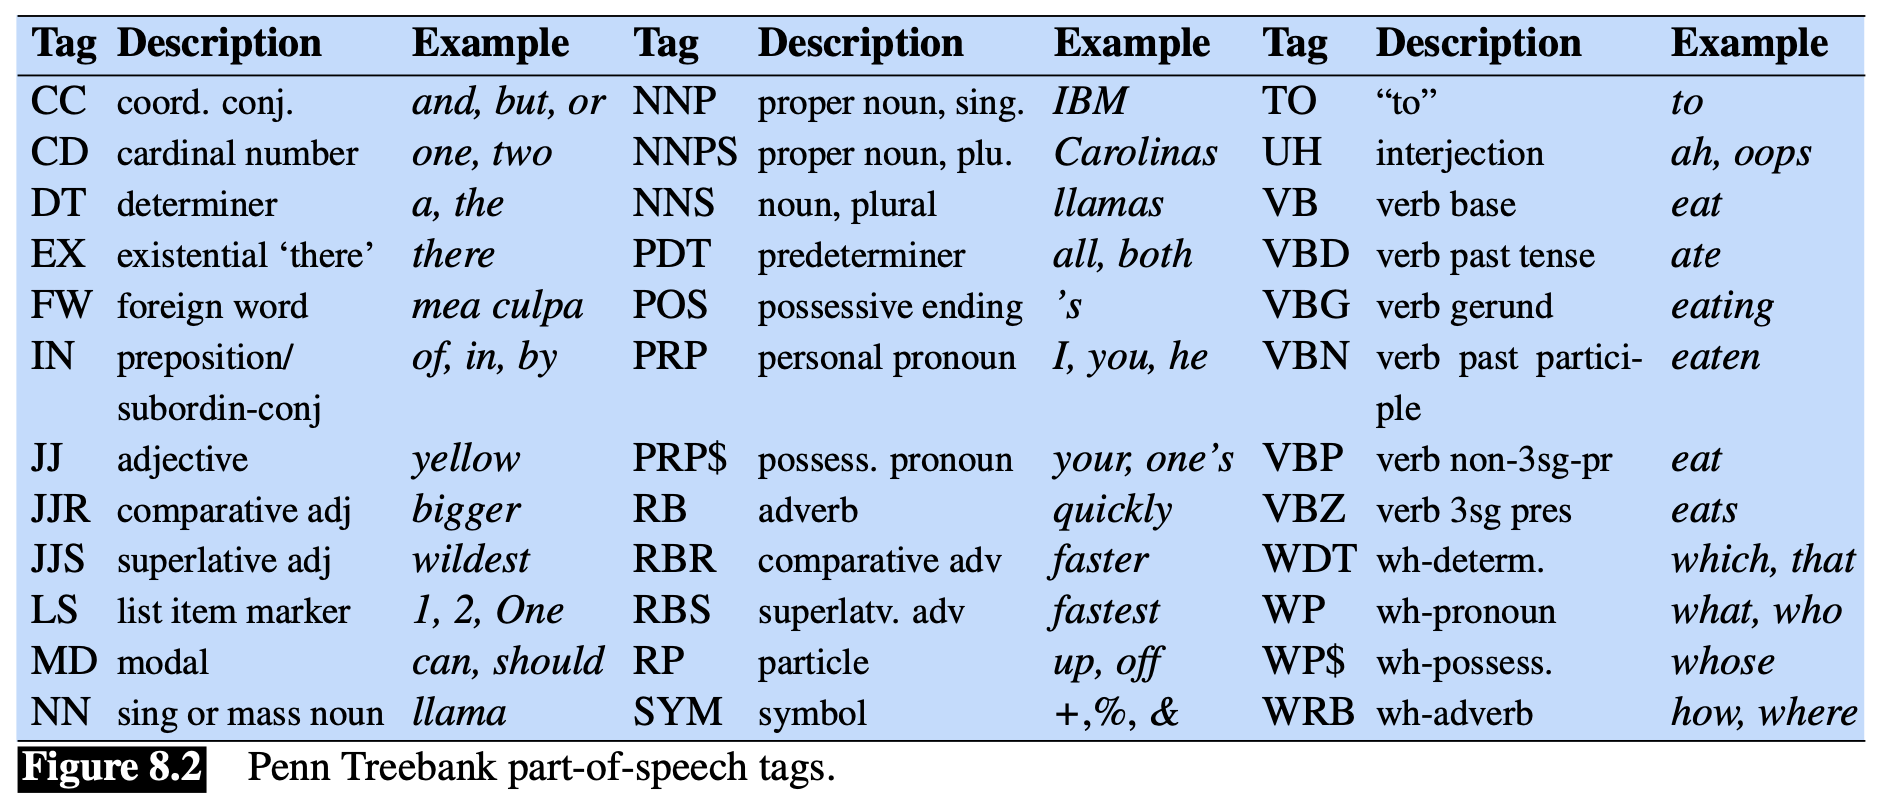 Tag Description Example Tag Description Example Tag Description Example
CC coord. conj. and, but, or NNP proper noun, sing. IBM TO “to” to
CD cardinal number one, two NNPS proper noun, plu. Carolinas UH interjection ah, oops
DT determiner a, the NNS noun, plural llamas VB verb base eat
EX existential ‘there’ there PDT predeterminer all, both VBD verb past tense ate
FW foreign word mea culpa POS possessive ending ’s VBG verb gerund eating
IN preposition/ of, in, by PRP personal pronoun I, you, he VBN verb past partici- eaten
subordin-conj ple
JJ adjective yellow PRP$ possess. pronoun your, one’s VBP verb non-3sg-pr eat
JJR comparative adj bigger RB adverb quickly VBZ verb 3sg pres eats
JJS superlative adj wildest RBR comparative adv faster WDT wh-determ. which, that
LS list item marker 1, 2, One RBS superlatv. adv fastest WP wh-pronoun what, who
MD modal can, should RP particle up, off WP$ wh-possess. whose
NN sing or mass noun llama SYM symbol +,%, & WRB wh-adverb how, where
Figure 8.2 Penn Treebank part-of-speech tags.